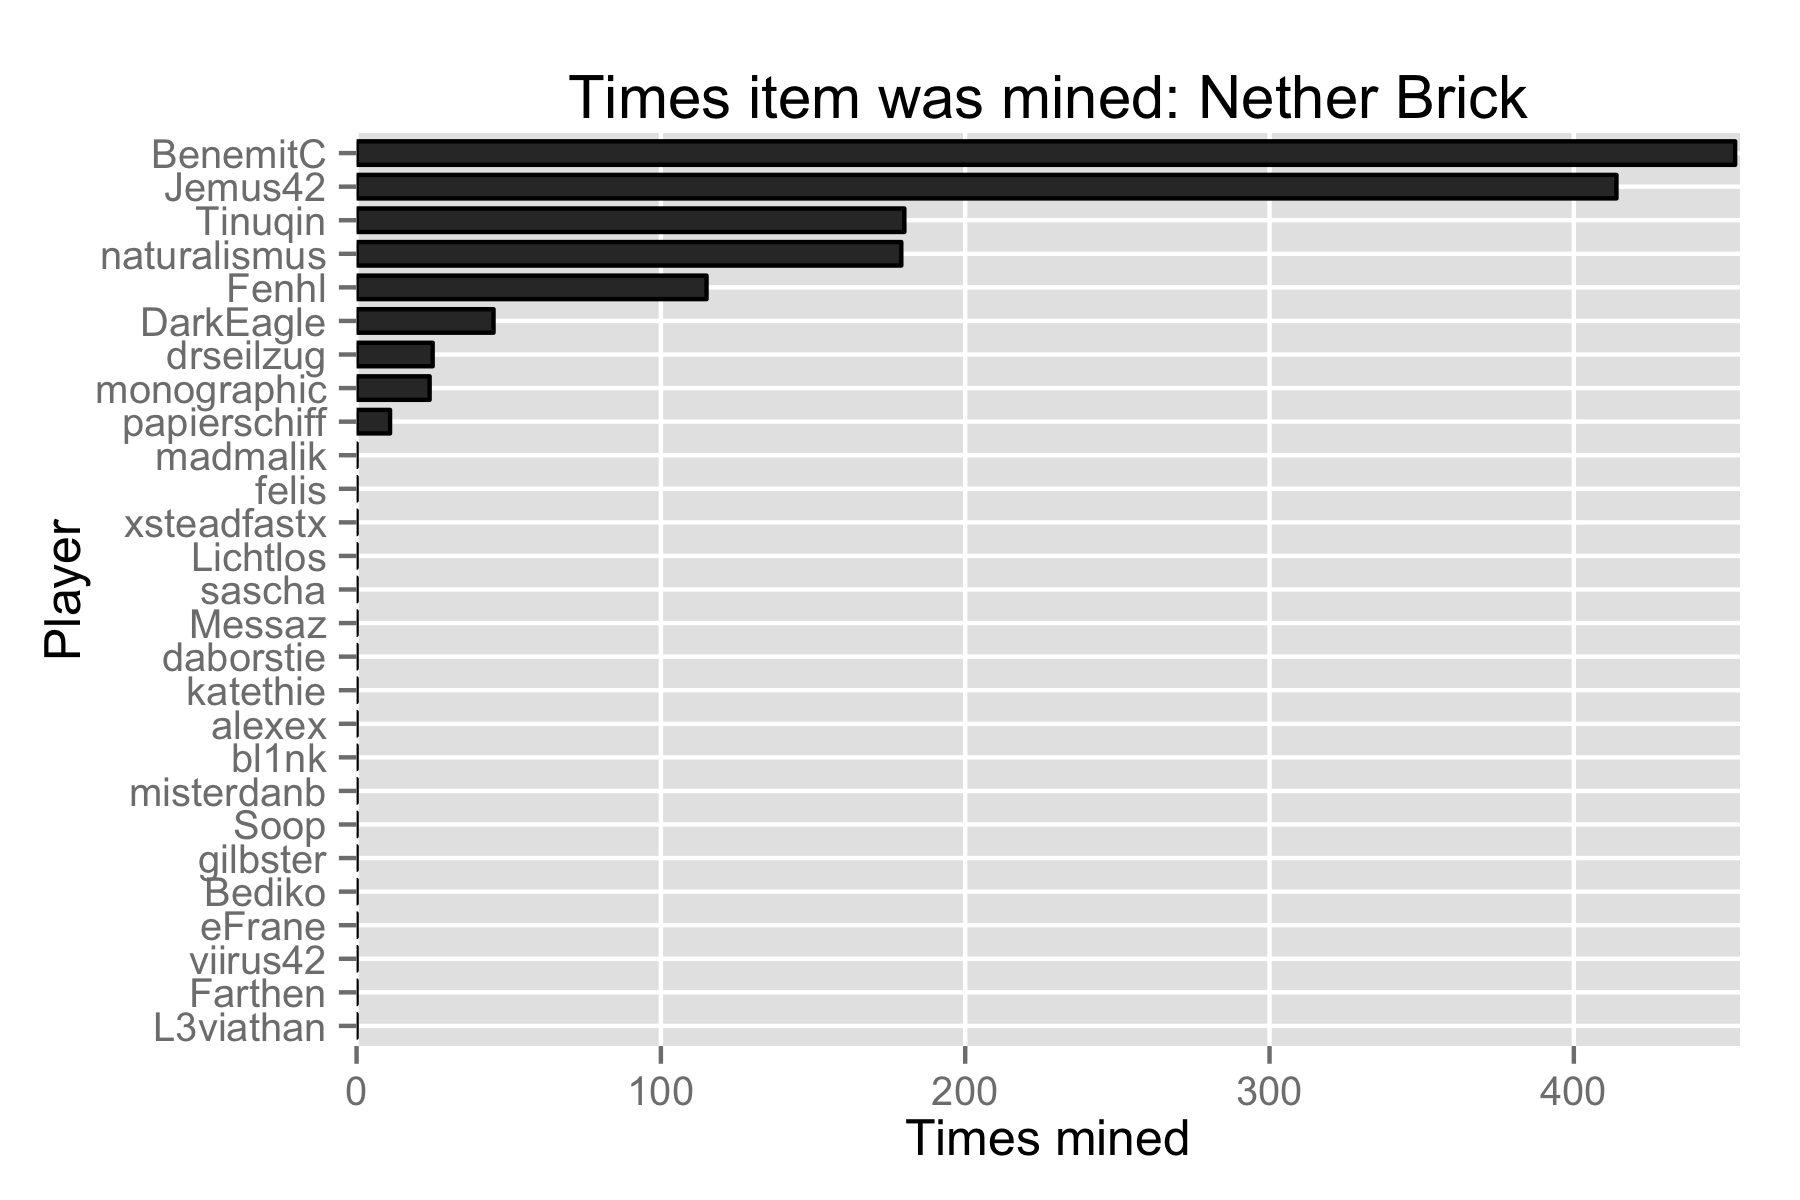 Times item was mined: Nether Brick
BenemitC
Jemus42
Tinuqin
naturalismus
Fenhl
DarkEagle
drseilzug
monographic
papierschiff
madmalik
felis
xsteadfastx
Lichtlos
sascha
Messaz
daborstie
katethie
alexex
bl1nk
misterdanb
Soop
gilbster
Bediko
eFrane
viirus42
Farthen
L3viathan
Player
0 100 200 300 400
Times mined